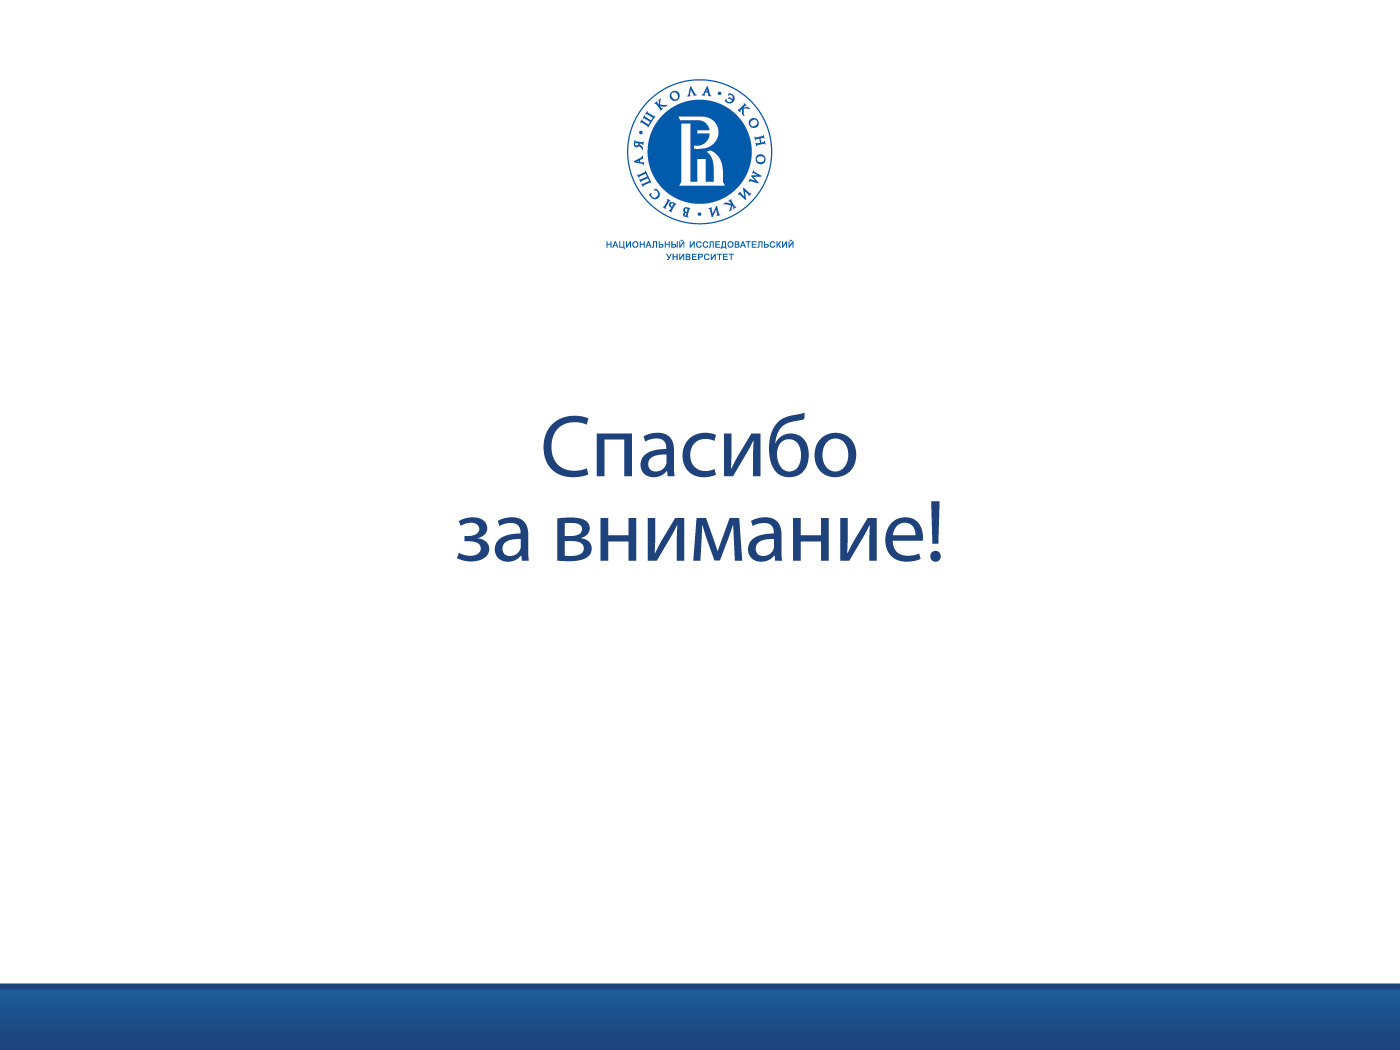 ВЫСШАЯ·ШКОЛА·ЭКОНОМИКИ·
НАЦИОНАЛЬНЫЙ ИССЛЕДОВАТЕЛЬСКИЙ
УНИВЕРСИТЕТ
Спасибо
за внимание!